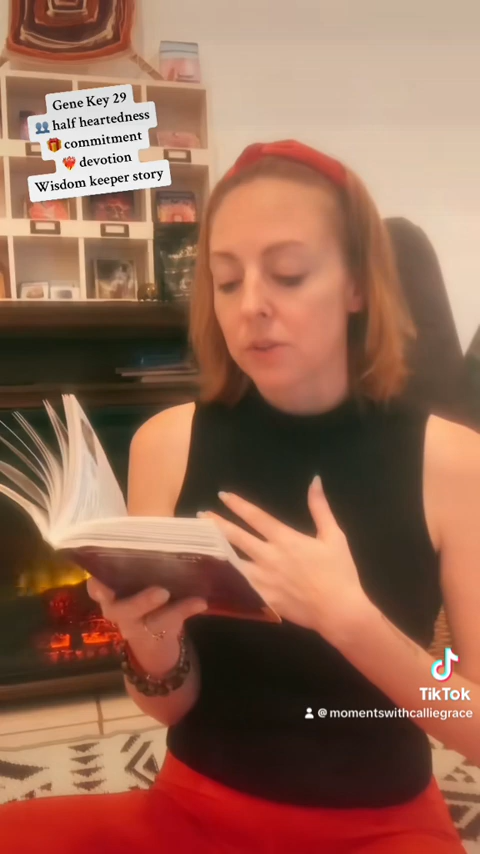 Gene Key 29
👥 half heartedness
🎁 commitment
❤️‍🔥 devotion
Wisdom keeper story
TikTok
@ momentswithcalliegrace